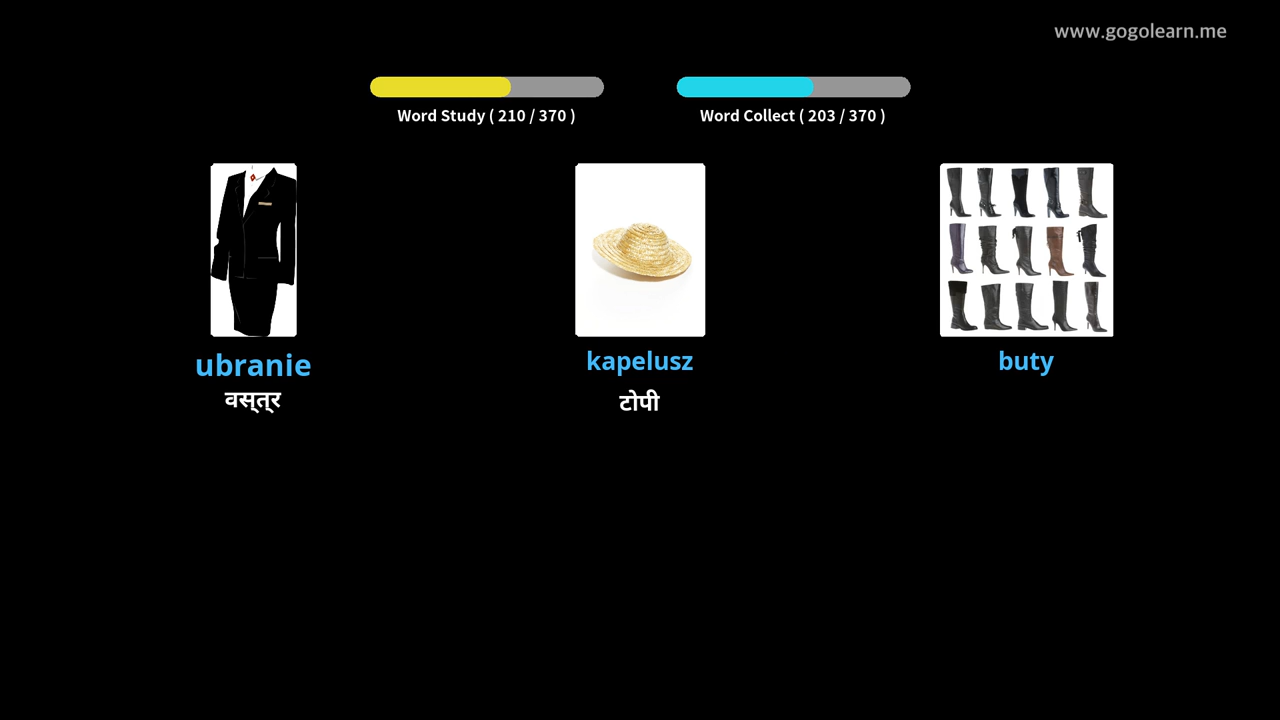 www.gogolearn.me
Word Study ( 210 / 370 )
Word Collect ( 203 / 370 )
ubranie
वस्त्र
kapelusz
टोपी
buty